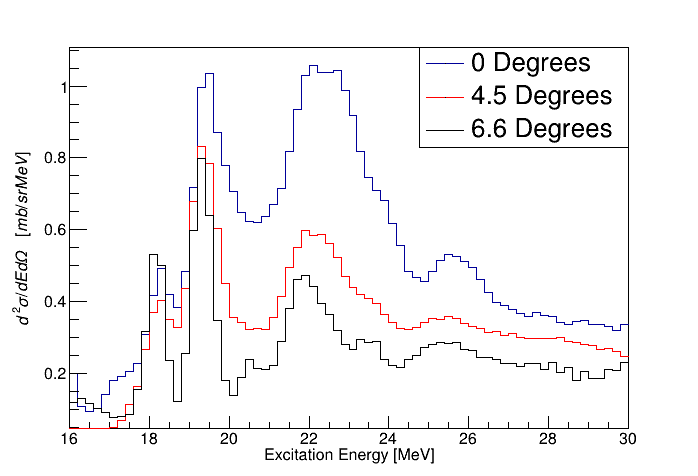 0 Degrees
4.5 Degrees
6.6 Degrees
1
0.8
0.6
0.4
0.2
d²σ/dEdΩ [mb/srMeV]
16 18 20 22 24 26 28 30
Excitation Energy [MeV]